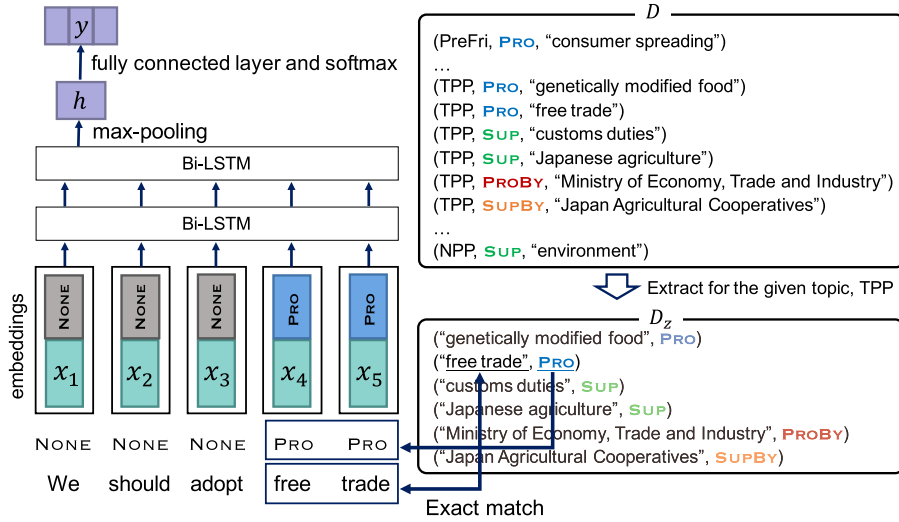 y
fully connected layer and softmax
h
max-pooling
Bi-LSTM
Bi-LSTM
embeddings
NONE NONE NONE PRO PRO
x1 x2 x3 x4 x5
NONE NONE NONE PRO PRO
We should adopt free trade
Exact match
D
(PreFri, PRO, “consumer spreading”)
…
(TPP, PRO, “genetically modified food”)
(TPP, PRO, “free trade”)
(TPP, SUP, “customs duties”)
(TPP, SUP, “Japanese agriculture”)
(TPP, PROBY, “Ministry of Economy, Trade and Industry”)
(TPP, SUPBY, “Japan Agricultural Cooperatives”)
…
(NPP, SUP, “environment”)
Extract for the given topic, TPP
Dz
(“genetically modified food”, PRO)
(“free trade”, PRO)
(“customs duties”, SUP)
(“Japanese agriculture”, SUP)
(“Ministry of Economy, Trade and Industry”, PROBY)
(“Japan Agricultural Cooperatives”, SUPBY)